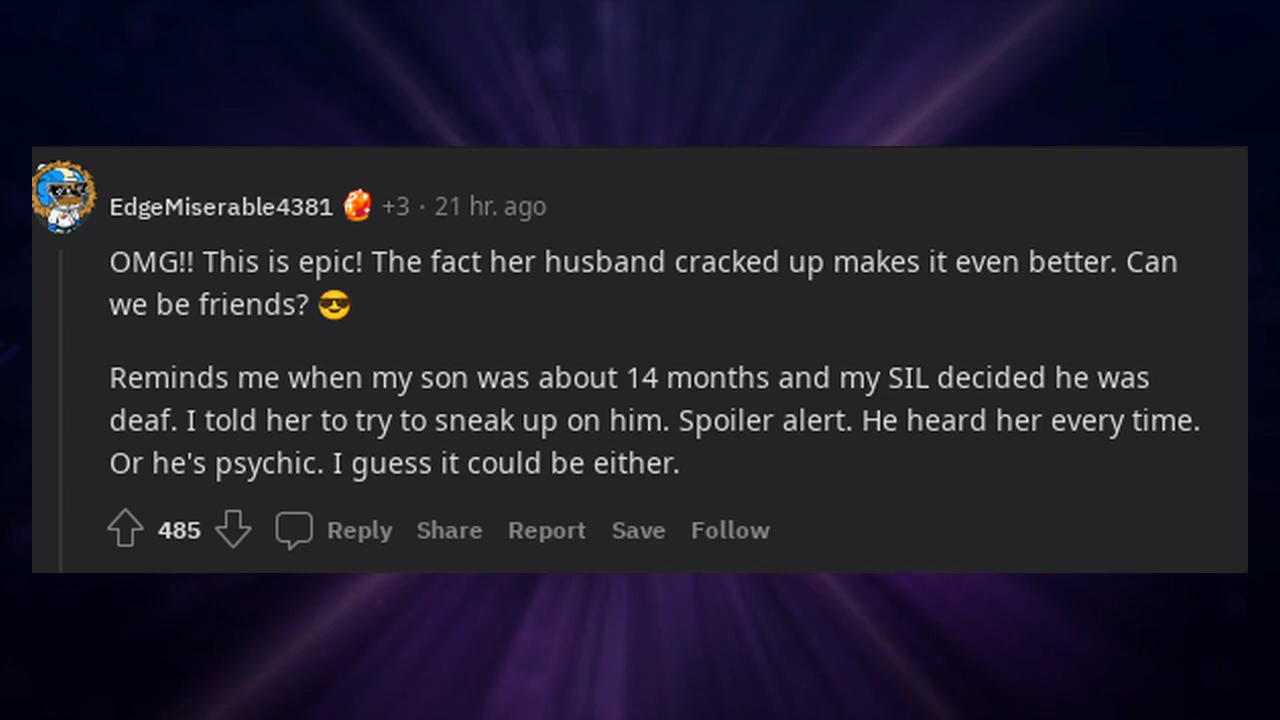 EdgeMiserable4381 +3 · 21 hr. ago
OMG!! This is epic! The fact her husband cracked up makes it even better. Can
we be friends? 😎
Reminds me when my son was about 14 months and my SIL decided he was
deaf. I told her to try to sneak up on him. Spoiler alert. He heard her every time.
Or he's psychic. I guess it could be either.
485 Reply Share Report Save Follow